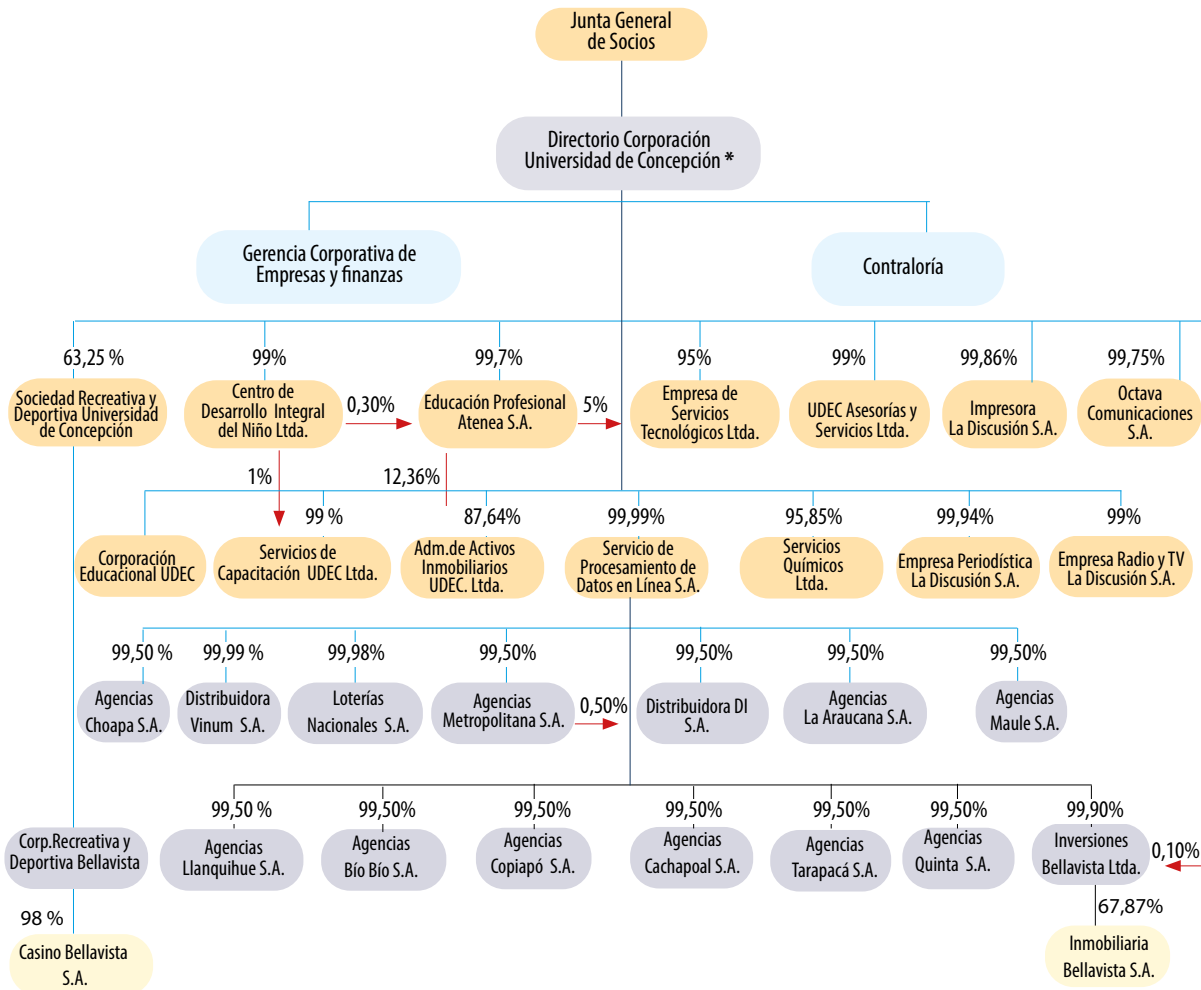 Junta General
de Socios
Directorio Corporación
Universidad de Concepción *
Gerencia Corporativa de
Empresas y finanzas
Contraloría
63,25 %
99%
99,7%
95%
99%
99,86%
99,75%
Sociedad Recreativa y
Deportiva Universidad
de Concepción
Centro de
Desarrollo Integral
del Niño Ltda.
0,30%
Educación Profesional
Atenea S.A.
5%
Empresa de
Servicios
Tecnológicos Ltda.
UDEC Asesorías y
Servicios Ltda.
Impresora
La Discusión S.A.
Octava
Comunicaciones
S.A.
1%
12,36%
99 %
87,64%
99,99%
95,85%
99,94%
99%
Corporación
Educacional UDEC
Servicios de
Capacitación UDEC Ltda.
Adm.de Activos
Inmobiliarios
UDEC. Ltda.
Servicio de
Procesamiento de
Datos en Línea S.A.
Servicios
Químicos
Ltda.
Empresa Periodística
La Discusión S.A.
Empresa Radio y TV
La Discusión S.A.
99,50 %
99,99 %
99,98%
99,50%
99,50%
99,50%
99,50%
Agencias
Choapa S.A.
Distribuidora
Vinum S.A.
Loterías
Nacionales S.A.
Agencias
Metropolitana S.A.
0,50%
Distribuidora DI
S.A.
Agencias
La Araucana S.A.
Agencias
Maule S.A.
99,50 %
99,50%
99,50%
99,50%
99,50%
99,50%
99,90%
Corp.Recreativa y
Deportiva Bellavista
Agencias
Llanquihue S.A.
Agencias
Bío Bío S.A.
Agencias
Copiapó S.A.
Agencias
Cachapoal S.A.
Agencias
Tarapacá S.A.
Agencias
Quinta S.A.
Inversiones
Bellavista Ltda.
0,10%
98 %
67,87%
Casino Bellavista
S.A.
Inmobiliaria
Bellavista S.A.